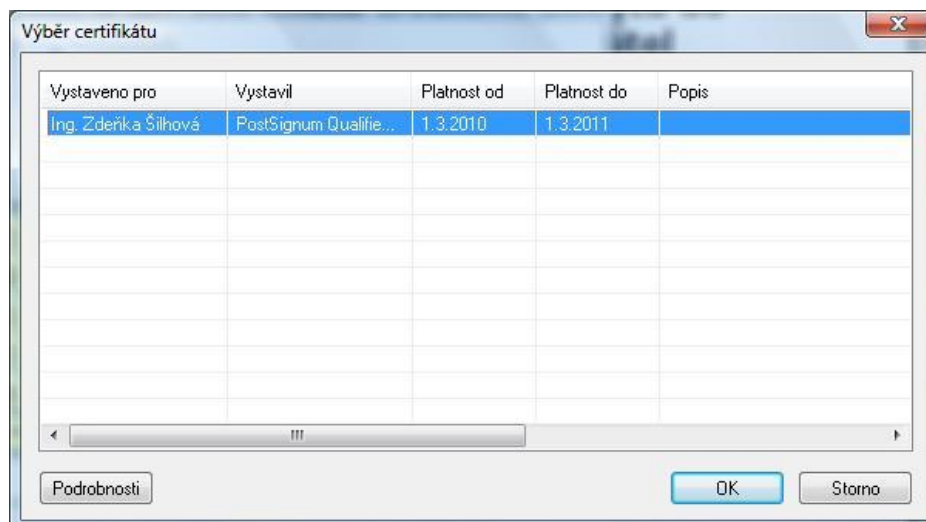 Výběr certifikátu
Vystaveno pro Vystavil Platnost od Platnost do Popis
Ing. Zdeňka Šilhová PostSignum Qualifie... 1.3.2010 1.3.2011
Podrobnosti OK Storno